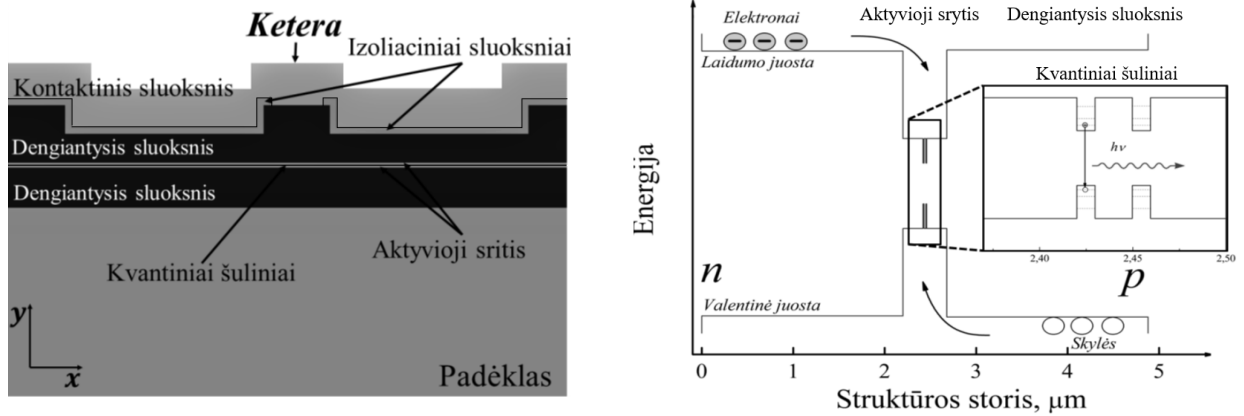 Ketera
Izoliaciniai sluoksniai
Kontaktinis sluoksnis
Dengiantysis sluoksnis
Dengiantysis sluoksnis
Aktyvioji sritis
Kvantiniai šuliniai
y
x
Padėklas
Elektronai
Aktyvioji srytis
Dengiantysis sluoksnis
Laidumo juosta
Kvantiniai šuliniai
hν
2,40
2,45
2,50
Energija
n
p
Valentinė juosta
Skylės
0
1
2
3
4
5
Struktūros storis, μm